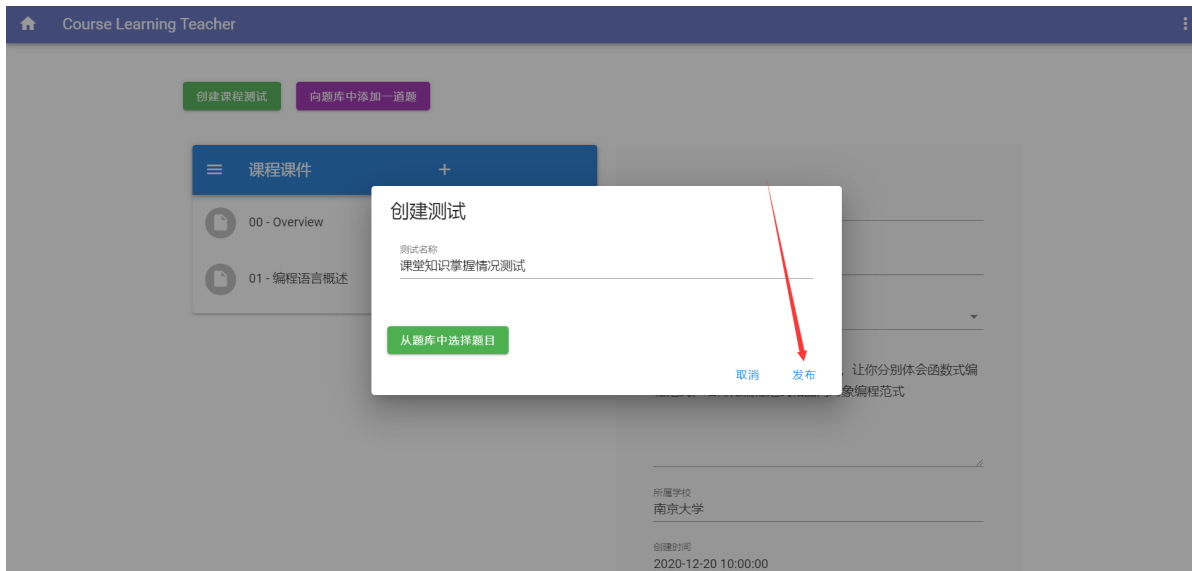 Course Learning Teacher
创建课程测试
向题库中添加一道题
课程课件
00 - Overview
01 - 编程语言概述
创建测试
测试名称
课堂知识掌握情况测试
从题库中选择题目
取消
发布
让你分别体会函数式编
象编程范式
所属学校
南京大学
创建时间
2020-12-20 10:00:00